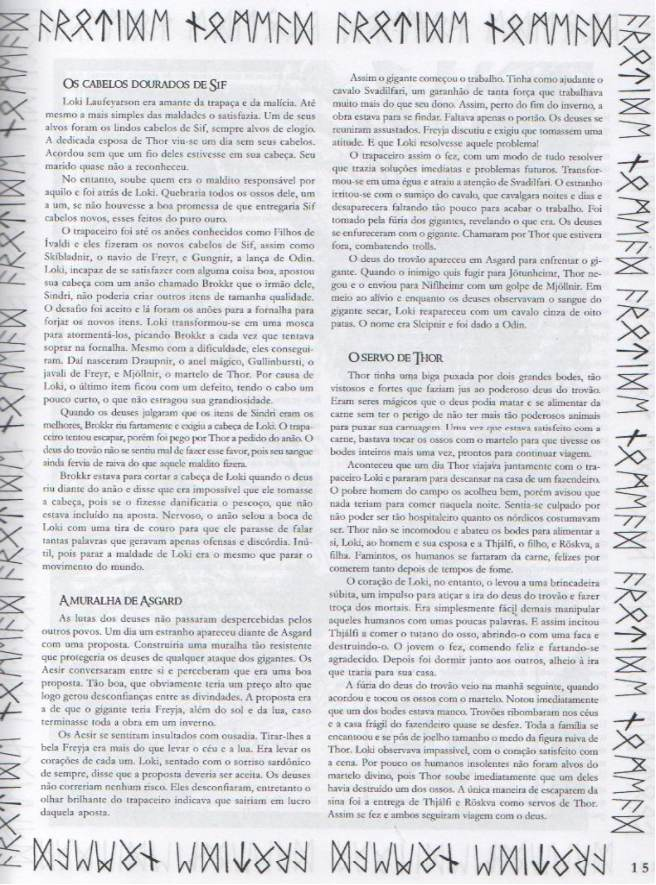 OS CABELOS DOURADOS DE SIF
Loki Laufeyarson era amante da trapaça e da malícia. Até
mesmo a mais simples das maldades o satisfazia. Um de seus
alvos foram os lindos cabelos de Sif, sempre alvos de elogio.
A dedicada esposa de Thor viu-se um dia sem seus cabelos.
Acordou sem que um fio deles estivesse em sua cabeça. Seu
marido quase não a reconheceu.
No entanto, soube quem era o maldito responsável por
aquilo e foi atrás de Loki. Quebraria todos os ossos dele, um
a um, se não houvesse a boa promessa de que entregaria Sif
cabelos novos, esses feitos do puro ouro.
O trapaceiro foi até os anões conhecidos como Filhos de
Ivaldi e eles fizeram os novos cabelos de Sif, assim como
Skibladnir, o navio de Freyr, e Gungnir, a lança de Odin.
Loki, incapaz de se satisfazer com alguma coisa boa, apostou
sua cabeça com um anão chamado Brokkr que o irmão dele,
Sindri, não poderia criar outros itens de tamanha qualidade.
O desafio foi aceito e lá foram os anões para a fornalha para
forjar os novos itens. Loki transformou-se em uma mosca
para atormentá-los, picando Brokkr a cada vez que tentava
soprar na fornalha. Mesmo com a dificuldade, eles consegui-
ram. Daí nasceram Draupnir, o anel mágico, Gullinbursti, o
javali de Freyr, e Mjöllnir, o martelo de Thor. Por causa de
Loki, o último item ficou com um defeito, tendo o cabo um
pouco curto, o que não estragou sua grandiosidade.
Quando os deuses julgaram que os itens de Sindri eram os
melhores, Brokkr riu fartamente e exigiu a cabeça de Loki. O trapa-
ceiro tentou escapar, porém foi pego por Thor a pedido do anão. O
deus do trovão não se sentiu mal de fazer esse favor, pois seu sangue
ainda fervia de raiva do que aquele maldito fizera.
Brokkr estava para cortar a cabeça de Loki quando o deus
riu diante do anão e disse que era impossível que ele tomasse
a cabeça, pois se o fizesse danificaria o pescoço, que não
estava incluído na aposta. Nervoso, o anão selou a boca de
Loki com uma tira de couro para que ele parasse de falar
tantas palavras que geravam apenas ofensas e discórdia. Inú-
til, pois parar a maldade de Loki era o mesmo que parar o
movimento do mundo.
A MURALHA DE ASGARD
As lutas dos deuses não passaram despercebidas pelos
outros povos. Um dia um estranho apareceu diante de Asgard
com uma proposta. Construiria uma muralha tão resistente
que protegeria os deuses de qualquer ataque dos gigantes. Os
Aesir conversaram entre si e perceberam que era uma boa
proposta. Tão boa, que obviamente teria um preço alto que
logo gerou desconfianças entre as divindades. A proposta era
a de que o gigante teria Freyja, além do sol e da lua, caso
terminasse toda a obra em um inverno.
Os Aesir se sentiram insultados com ousadia. Tirar-lhes a
bela Freyja era mais do que levar o céu e a lua. Era levar os
corações de cada um. Loki, sentado com o sorriso sardônico
de sempre, disse que a proposta deveria ser aceita. Os deuses
não correriam nenhum risco. Eles desconfiaram, entretanto o
olhar brilhante do trapaceiro indicava que sairiam em lucro
daquela aposta.
Assim o gigante começou o trabalho. Tinha como ajudante o
cavalo Svadilfari, um garanhão de tanta força que trabalhava
muito mais do que seu dono. Assim, perto do fim do inverno, a
obra estava para se findar. Faltava apenas o portão. Os deuses se
reuniram assustados. Freyja discutiu e exigiu que tomassem uma
atitude. E que Loki resolvesse aquele problema!
O trapaceiro assim o fez, com um modo de tudo resolver
que trazia soluções imediatas e problemas futuros. Transfor-
mou-se em uma égua e atraiu a atenção de Svadilfari. O estranho
irritou-se com o sumiço do cavalo, que cavalgara noites e dias e
desaparecera faltando tão pouco para acabar o trabalho. Foi
tomado pela fúria dos gigantes, revelando o que era. Os deuses
se enfureceram com o gigante. Chamaram por Thor que estivera
fora, combatendo trolls.
O deus do trovão apareceu em Asgard para enfrentar o gi-
gante. Quando o inimigo quis fugir para Jötunheimr, Thor ne-
gou e o enviou para Niflheimr com um golpe de Mjöllnir. Em
meio ao alívio e enquanto os deuses observavam o sangue do
gigante secar, Loki reapareceu com um cavalo cinza de oito
patas. O nome era Sleipnir e foi dado a Odin.
O SERVO DE THOR
Thor tinha uma biga puxada por dois grandes bodes, tão
vistosos e fortes que faziam jus ao poderoso deus do trovão.
Eram seres mágicos que o deus podia matar e se alimentar da
carne sem ter o perigo de não ter mais tão poderosos animais
para puxar sua carruagem. Uma vez que estava satisfeito com a
carne, bastava tocar os ossos com o martelo para que tivesse os
bodes inteiros mais uma vez, prontos para continuar viagem.
Aconteceu que um dia Thor viajava juntamente com o tra-
paceiro Loki e pararam para descansar na casa de um fazendeiro.
O pobre homem do campo os acolheu bem, porém avisou que
nada teriam para comer naquela noite. Sentia-se culpado por
não poder ser tão hospitaleiro quanto os nórdicos costumavam
ser. Thor não se incomodou e abateu os bodes para alimentar a
si, Loki, ao homem e sua esposa e a Thjálfi, o filho, e Röskva, a
filha. Famintos, os humanos se fartaram da carne, felizes por
comerem tanto depois de tempos de fome.
O coração de Loki, no entanto, o levou a uma brincadeira
súbita, um impulso para atiçar a ira do deus do trovão e fazer
troça dos mortais. Era simplesmente fácil demais manipular
aqueles humanos com umas poucas palavras. E assim incitou
Thjálfi a comer o tutano do osso, abrindo-o com uma faca e
destruindo-o. O jovem o fez, comendo feliz e fartando-se
agradecido. Depois foi dormir junto aos outros, alheio à ira
que traria para sua casa.
A fúria do deus do trovão veio na manhã seguinte, quando
acordou e tocou os ossos com o martelo. Notou imediatamente
que um dos bodes estava manco. Trovões ribombaram nos céus
e a casa frágil do fazendeiro quase se desfez. Toda a família se
encantoou e se pôs de joelho tamanho o medo da figura ruiva de
Thor. Loki observava impassível, com o coração satisfeito com
a cena. Por pouco os humanos insolentes não foram alvos do
martelo divino, pois Thor soube imediatamente que um deles
havia destruído um dos ossos. A única maneira de escaparem da
sina foi a entrega de Thjálfi e Röskva como servos de Thor.
Assim se fez e ambos seguiram viagem com o deus.
15